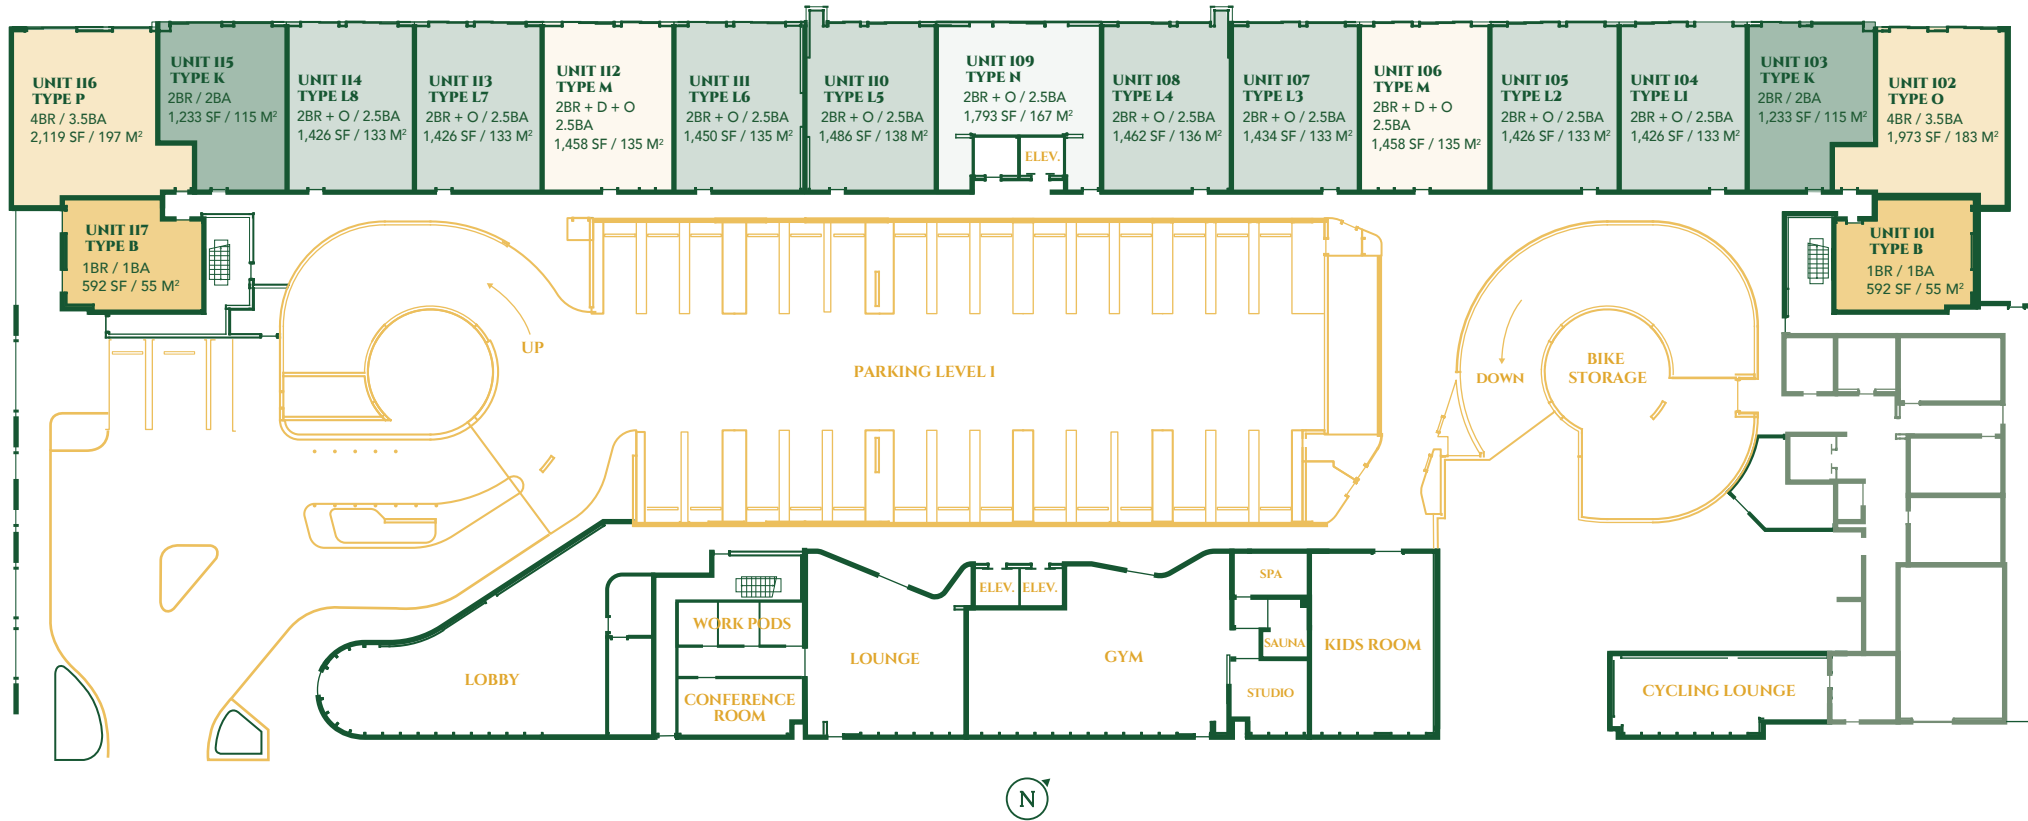 UNIT 116
TYPE P
4BR / 3.5BA
2,119 SF / 197 M²
UNIT 115
TYPE K
2BR / 2BA
1,233 SF / 115 M²
UNIT 114
TYPE L8
2BR + O / 2.5BA
1,426 SF / 133 M²
UNIT 113
TYPE L7
2BR + O / 2.5BA
1,426 SF / 133 M²
UNIT 112
TYPE M
2BR + D + O
2.5BA
1,458 SF / 135 M²
UNIT 111
TYPE L6
2BR + O / 2.5BA
1,450 SF / 135 M²
UNIT 110
TYPE L5
2BR + O / 2.5BA
1,486 SF / 138 M²
UNIT 109
TYPE N
2BR + O / 2.5BA
1,793 SF / 167 M²
ELEV.
UNIT 108
TYPE L4
2BR + O / 2.5BA
1,462 SF / 136 M²
UNIT 107
TYPE L3
2BR + O / 2.5BA
1,434 SF / 133 M²
UNIT 106
TYPE M
2BR + D + O
2.5BA
1,458 SF / 135 M²
UNIT 105
TYPE L2
2BR + O / 2.5BA
1,426 SF / 133 M²
UNIT 104
TYPE L1
2BR + O / 2.5BA
1,426 SF / 133 M²
UNIT 103
TYPE K
2BR / 2BA
1,233 SF / 115 M²
UNIT 102
TYPE O
4BR / 3.5BA
1,973 SF / 183 M²
UNIT 117
TYPE B
1BR / 1BA
592 SF / 55 M²
UNIT 101
TYPE B
1BR / 1BA
592 SF / 55 M²
UP
PARKING LEVEL 1
DOWN
BIKE
STORAGE
LOBBY
WORK PODS
CONFERENCE
ROOM
LOUNGE
ELEV.
ELEV.
GYM
SPA
SAUNA
STUDIO
KIDS ROOM
CYCLING LOUNGE
N